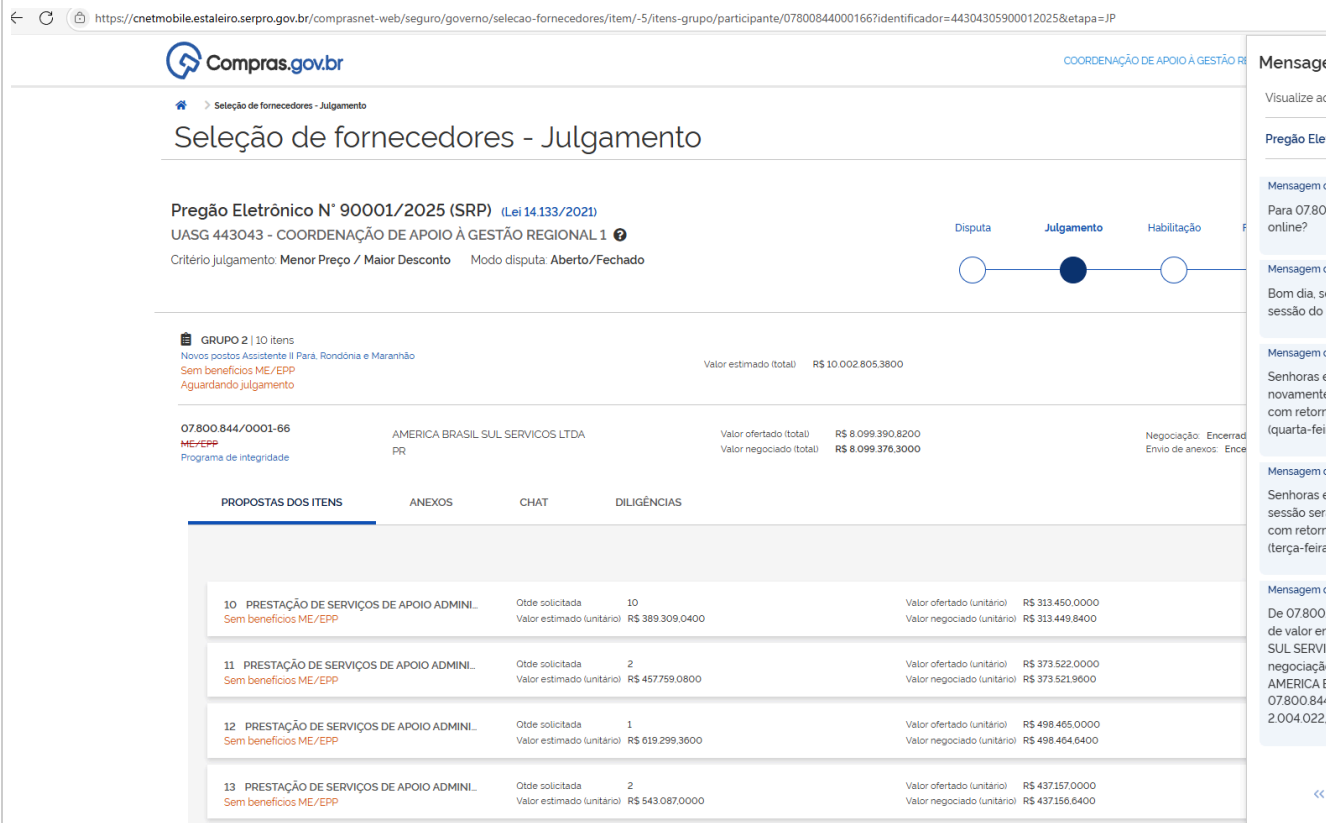 https://cnetmobile.estaleiro.serpro.gov.br/comprasnet-web/seguro/governo/selecao-fornecedores/item/-5/itens-grupo/participante/07800844000166?identificador=44304305900012025&etapa=JP
Compras.gov.br
COORDENAÇÃO DE APOIO À GESTÃO RE
Seleção de fornecedores - Julgamento
Seleção de fornecedores - Julgamento
Pregão Eletrônico N° 90001/2025 (SRP) (Lei 14.133/2021)
UASG 443043 - COORDENAÇÃO DE APOIO À GESTÃO REGIONAL 1
Critério julgamento: Menor Preço / Maior Desconto Modo disputa: Aberto/Fechado
Disputa Julgamento Habilitação F
GRUPO 2 | 10 itens
Novos postos Assistente II Pará, Rondônia e Maranhão
Sem benefícios ME/EPP
Aguardando julgamento
Valor estimado (total) R$ 10.002.805,3800
07.800.844/0001-66
ME/EPP
Programa de integridade
AMERICA BRASIL SUL SERVICOS LTDA
PR
Valor ofertado (total) R$ 8.099.390,8200
Valor negociado (total) R$ 8.099.376,3000
Negociação: Encerrad
Envio de anexos: Ence
PROPOSTAS DOS ITENS ANEXOS CHAT DILIGÊNCIAS
10 PRESTAÇÃO DE SERVIÇOS DE APOIO ADMINI...
Sem benefícios ME/EPP
Qtde solicitada 10
Valor estimado (unitário) R$ 389.309,0400
Valor ofertado (unitário) R$ 313.450,0000
Valor negociado (unitário) R$ 313.449,8400
11 PRESTAÇÃO DE SERVIÇOS DE APOIO ADMINI...
Sem benefícios ME/EPP
Qtde solicitada 2
Valor estimado (unitário) R$ 457.759,0800
Valor ofertado (unitário) R$ 373.522,0000
Valor negociado (unitário) R$ 373.521,9600
12 PRESTAÇÃO DE SERVIÇOS DE APOIO ADMINI...
Sem benefícios ME/EPP
Qtde solicitada 1
Valor estimado (unitário) R$ 619.299,3600
Valor ofertado (unitário) R$ 498.465,0000
Valor negociado (unitário) R$ 498.464,6400
13 PRESTAÇÃO DE SERVIÇOS DE APOIO ADMINI...
Sem benefícios ME/EPP
Qtde solicitada 2
Valor estimado (unitário) R$ 543.087,0000
Valor ofertado (unitário) R$ 437.157,0000
Valor negociado (unitário) R$ 437.156,6400
Mensage
Visualize ac
Pregão Ele
Mensagem d
Para 07.80
online?
Mensagem d
Bom dia, se
sessão do
Mensagem d
Senhoras e
novamente
com retorn
(quarta-fei
Mensagem d
Senhoras e
sessão ser
com retorn
(terça-feira
Mensagem d
De 07.800
de valor en
SUL SERVI
negociaçã
AMERICA B
07.800.844
2.004.022,
«